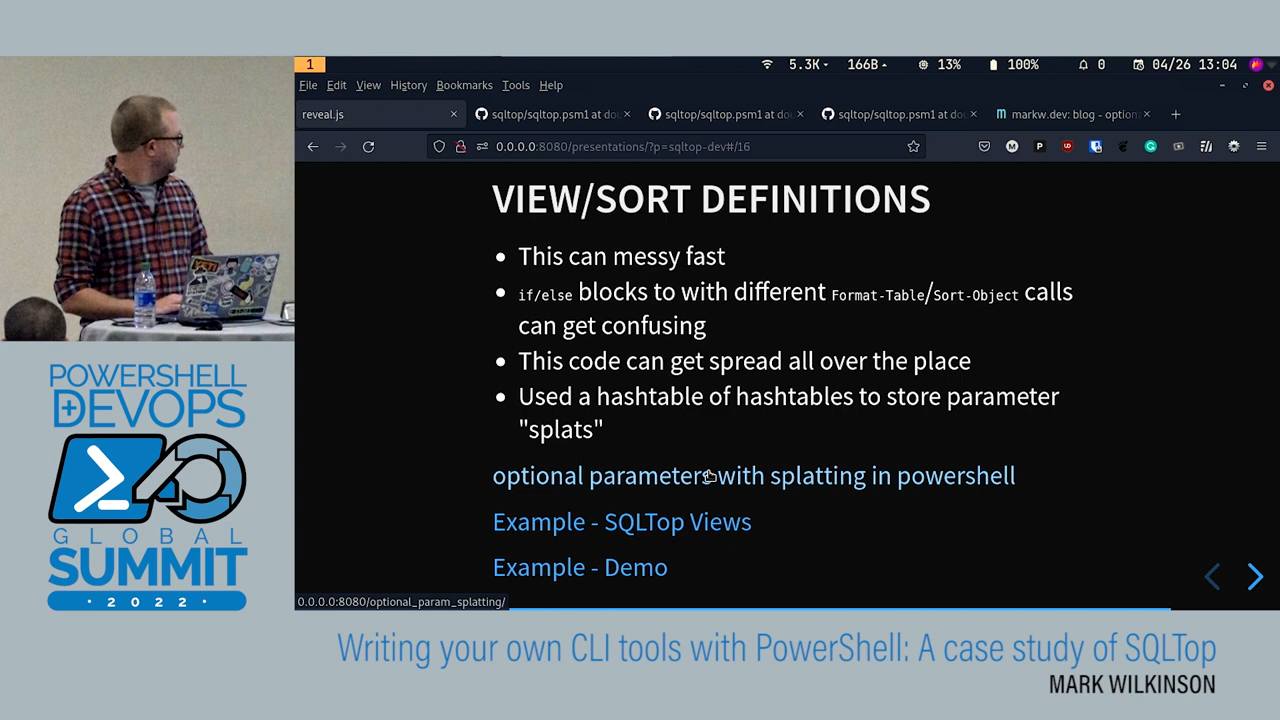 1
5.3K
166B
13%
100%
0
04/26 13:04
File Edit View History Bookmarks Tools Help
reveal.js
sqltop/sqltop.psm1 at do
sqltop/sqltop.psm1 at do
sqltop/sqltop.psm1 at do
markw.dev: blog - option
0.0.0.0:8080/presentations/?p=sqltop-dev#/16
VIEW/SORT DEFINITIONS
This can messy fast
if/else blocks to with different Format-Table/Sort-Object calls
can get confusing
This code can get spread all over the place
Used a hashtable of hashtables to store parameter
"splats"
optional parameters with splatting in powershell
Example - SQLTop Views
Example - Demo
0.0.0.0:8080/optional_param_splatting/
YETI
POWERSHELL
+DEVOPS
GLOBAL
SUMMIT
· 2022 ·
Writing your own CLI tools with PowerShell: A case study of SQLTop
MARK WILKINSON